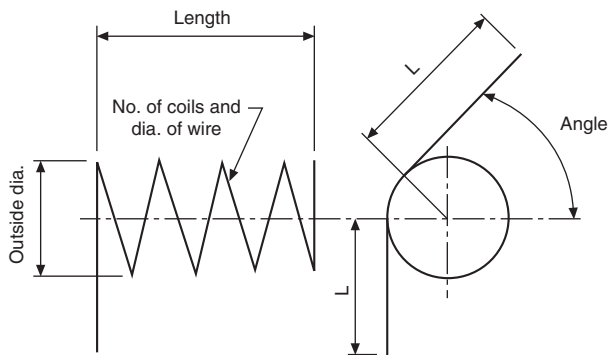 Length
No. of coils and
dia. of wire
Outside dia.
L
Angle
L